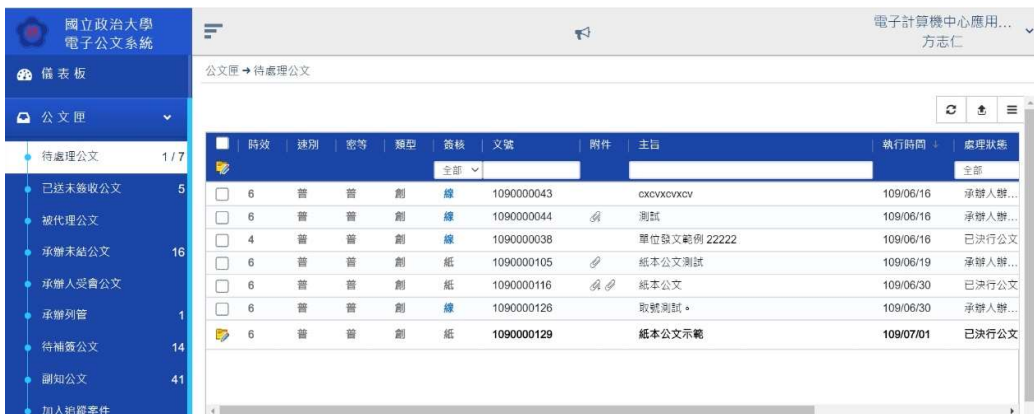 國立政治大學
電子公文系統
電子計算機中心應用...
方志仁
儀表板
公文匣
待處理公文 1 / 7
已送未簽收公文 5
被代理公文
承辦未結公文 16
承辦人受會公文
承辦列管 1
待補簽公文 14
副知公文 41
加入追蹤案件
公文匣 ➔ 待處理公文
時效 速別 密等 類型 簽核 文號 附件 主旨 執行時間 ↓ 處理狀態
全部 全部
6 普 普 創 線 1090000043 cxcvxcvxcv 109/06/16 承辦人辦...
6 普 普 創 線 1090000044 測試 109/06/16 承辦人辦...
4 普 普 創 線 1090000038 單位發文範例 22222 109/06/16 已決行公文
6 普 普 創 紙 1090000105 紙本公文測試 109/06/19 承辦人辦...
6 普 普 創 紙 1090000116 紙本公文 109/06/30 已決行公文
6 普 普 創 線 1090000126 取號測試。 109/06/30 承辦人辦...
6 普 普 創 紙 1090000129 紙本公文示範 109/07/01 已決行公文